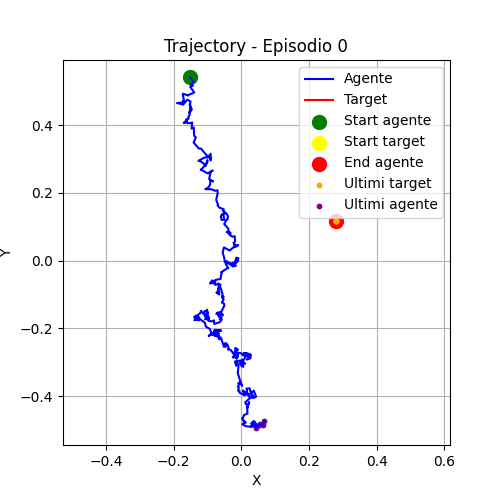 Trajectory - Episodio 0
Agente
Target
Start agente
Start target
End agente
Ultimi target
Ultimi agente
Y
0.4
0.2
0.0
−0.2
−0.4
−0.4
−0.2
0.0
0.2
0.4
0.6
X